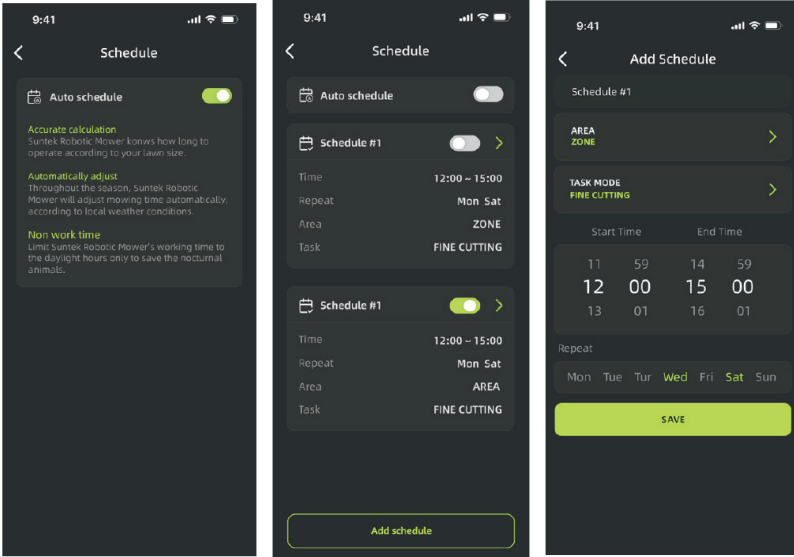 9:41
Schedule
Auto schedule
Accurate calculation
Suntek Robotic Mower konws how long to
operate according to your lawn size.
Automatically adjust
Throughout the season, Suntek Robotic
Mower will adjust mowing time automatically,
according to local weather conditions.
Non work time
Limit Suntek Robotic Mower's working time to
the daylight hours only to save the nocturnal
animals.
9:41
Schedule
Auto schedule
Schedule #1
Time 12:00 ~ 15:00
Repeat Mon Sat
Area ZONE
Task FINE CUTTING
Schedule #1
Time 12:00 ~ 15:00
Repeat Mon Sat
Area AREA
Task FINE CUTTING
Add schedule
9:41
Add Schedule
Schedule #1
AREA
ZONE
TASK MODE
FINE CUTTING
Start Time End Time
11 59 14 59
12 00 15 00
13 01 16 01
Repeat
Mon Tue Tur Wed Fri Sat Sun
SAVE